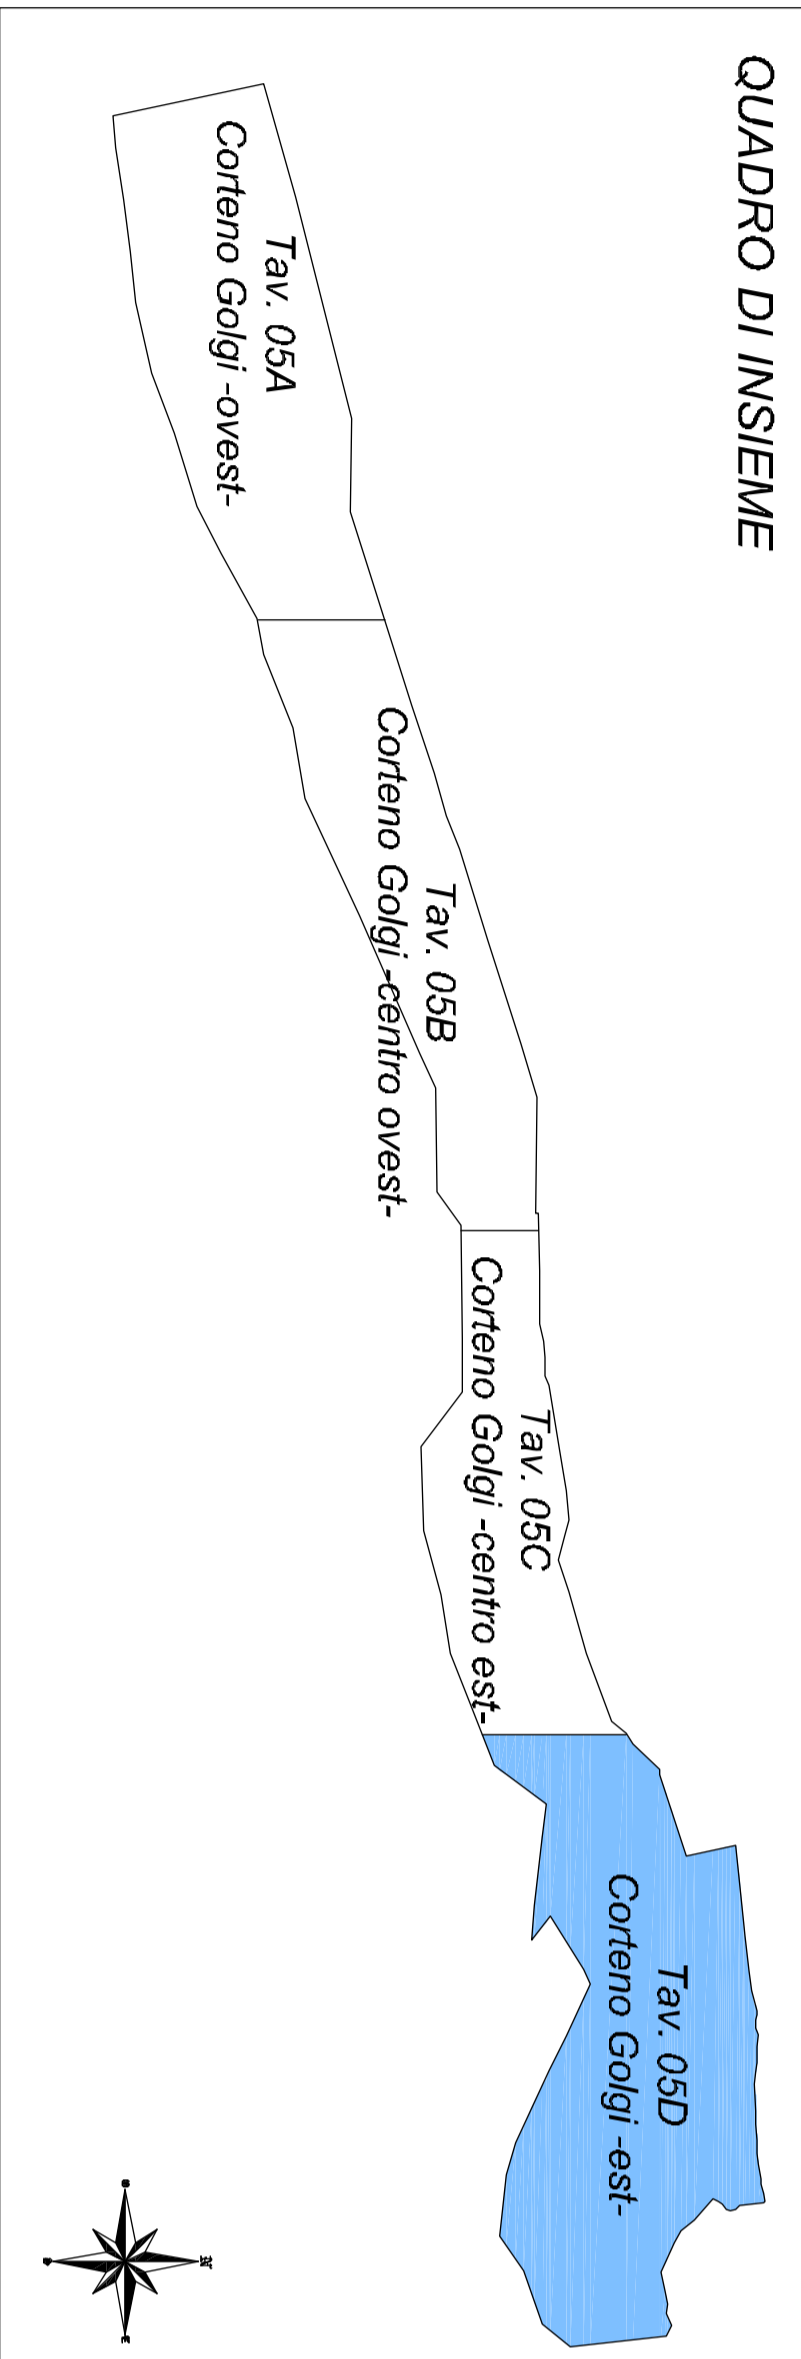 QUADRO DI INSIEME
Tav. 05A
Corteno Golgi -ovest-
Tav. 05B
Corteno Golgi -centro ovest-
Tav. 05C
Corteno Golgi -centro est-
Tav. 05D
Corteno Golgi -est-
N
E